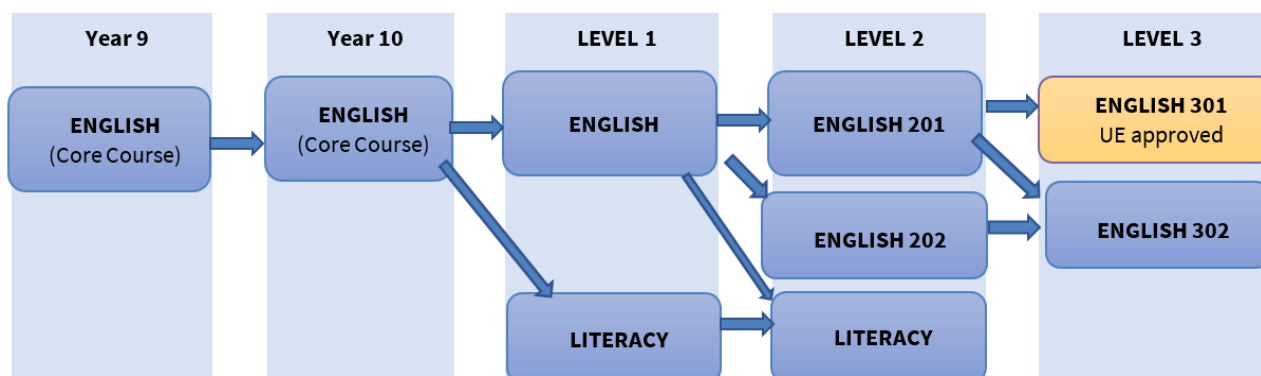 Year 9
Year 10
LEVEL 1
LEVEL 2
LEVEL 3
ENGLISH
(Core Course)
ENGLISH
(Core Course)
ENGLISH
ENGLISH 201
ENGLISH 301
UE approved
ENGLISH 202
ENGLISH 302
LITERACY
LITERACY